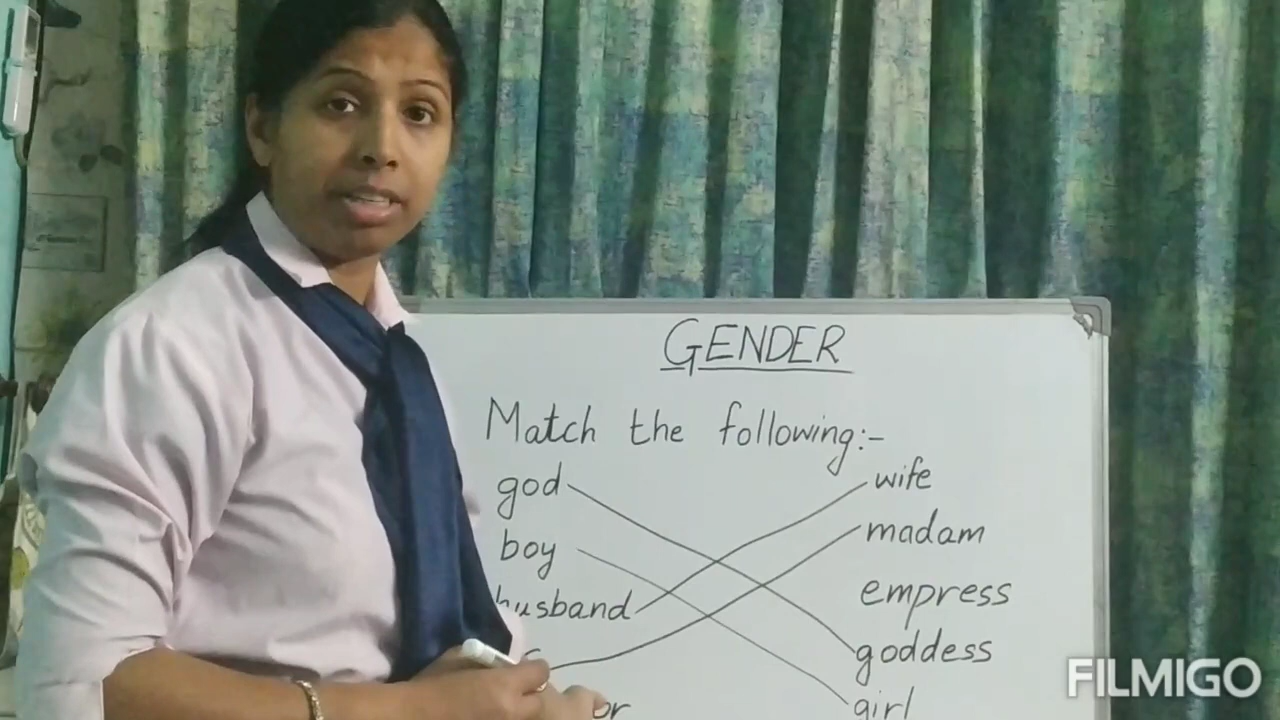 GENDER
Match the following:-
god wife
boy madam
husband empress
goddess
girl
FILMIGO